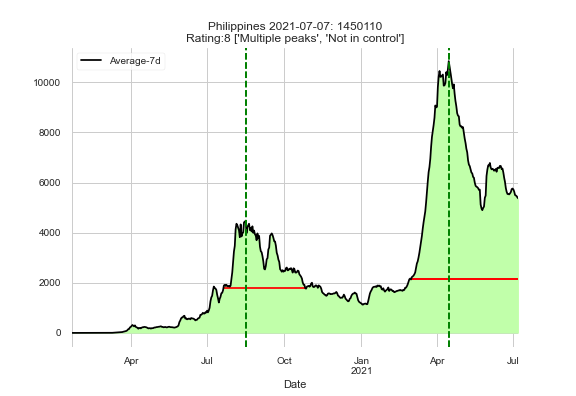 Philippines 2021-07-07: 1450110
Rating:8 ['Multiple peaks', 'Not in control']
Average-7d
10000
8000
6000
4000
2000
0
Apr
Jul
Oct
Jan
2021
Apr
Jul
Date